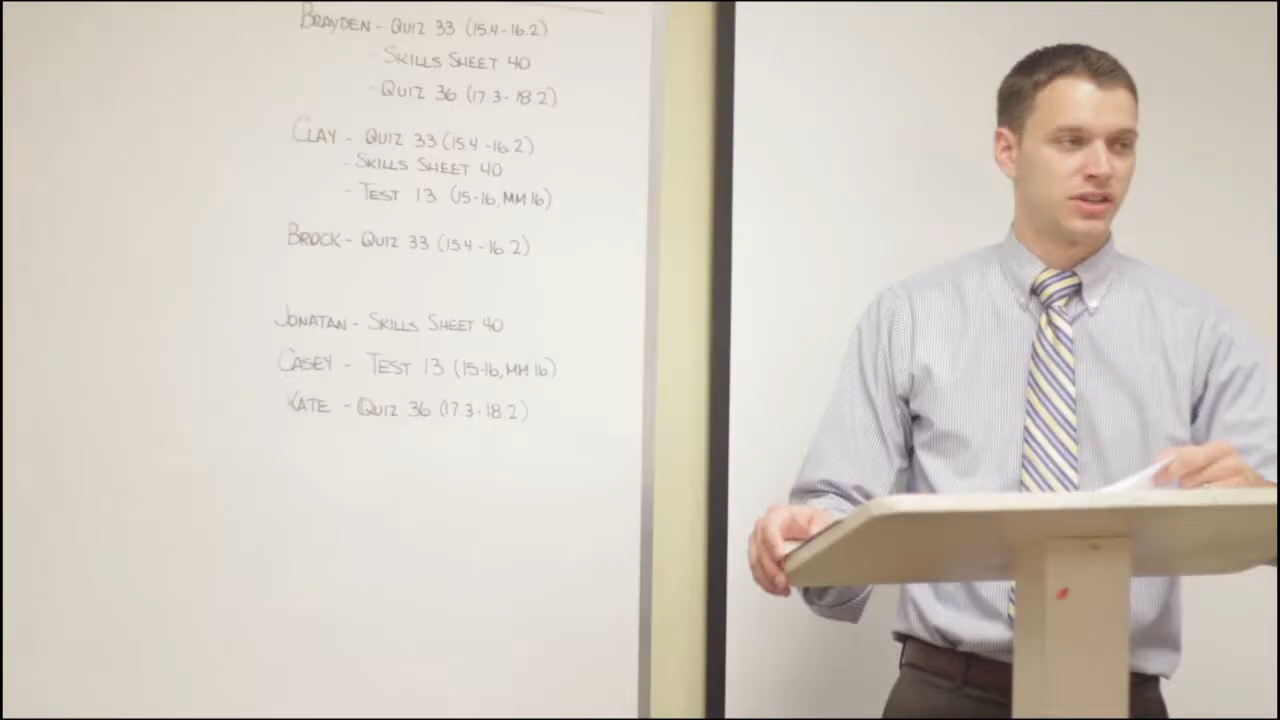 BRAYDEN - QUIZ 33 (15.4-16.2)
- SKILLS SHEET 40
- QUIZ 36 (17.3-18.2)
CLAY - QUIZ 33 (15.4-16.2)
- SKILLS SHEET 40
- TEST 13 (15-16, MM 16)
BROCK - QUIZ 33 (15.4-16.2)
JONATAN - SKILLS SHEET 40
CASEY - TEST 13 (15-16, MM 16)
KATE - QUIZ 36 (17.3-18.2)